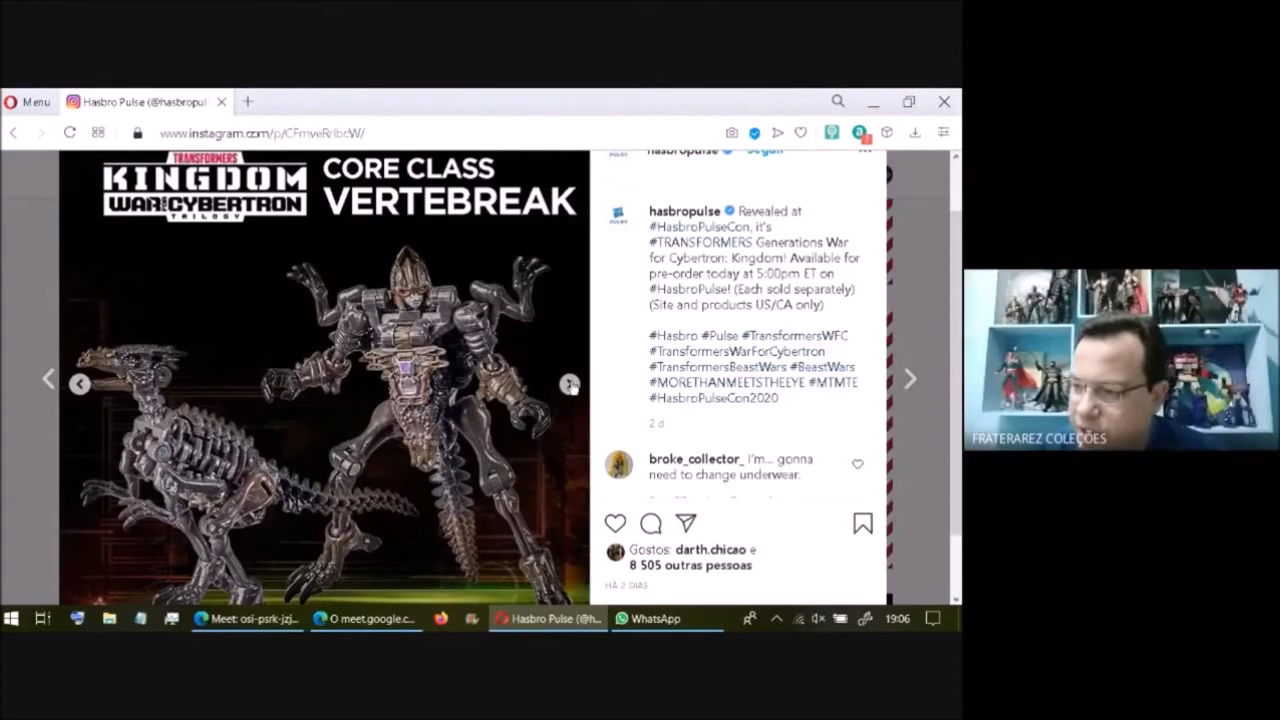 Menu
Hasbro Pulse (@hasbropul
www.instagram.com/p/CFmveRrlbcW/
TRANSFORMERS
KINGDOM
WAR FOR CYBERTRON
TRILOGY
CORE CLASS
VERTEBREAK
hasbropulse
hasbropulse Revealed at
#HasbroPulseCon, it's
#TRANSFORMERS Generations War
for Cybertron: Kingdom! Available for
pre-order today at 5:00pm ET on
#HasbroPulse! (Each sold separately)
(Site and products US/CA only)
#Hasbro #Pulse #TransformersWFC
#TransformersWarForCybertron
#TransformersBeastWars #BeastWars
#MORETHANMEETSTHEEYE #MTMTE
#HasbroPulseCon2020
2 d
broke_collector_ I'm... gonna
need to change underwear.
Gostos: darth.chicao e
8 505 outras pessoas
HÁ 2 DIAS
FRATERAREZ COLEÇÕES
Meet: osi-psrk-jzj...
O meet.google.c...
Hasbro Pulse (@h...
WhatsApp
19:06